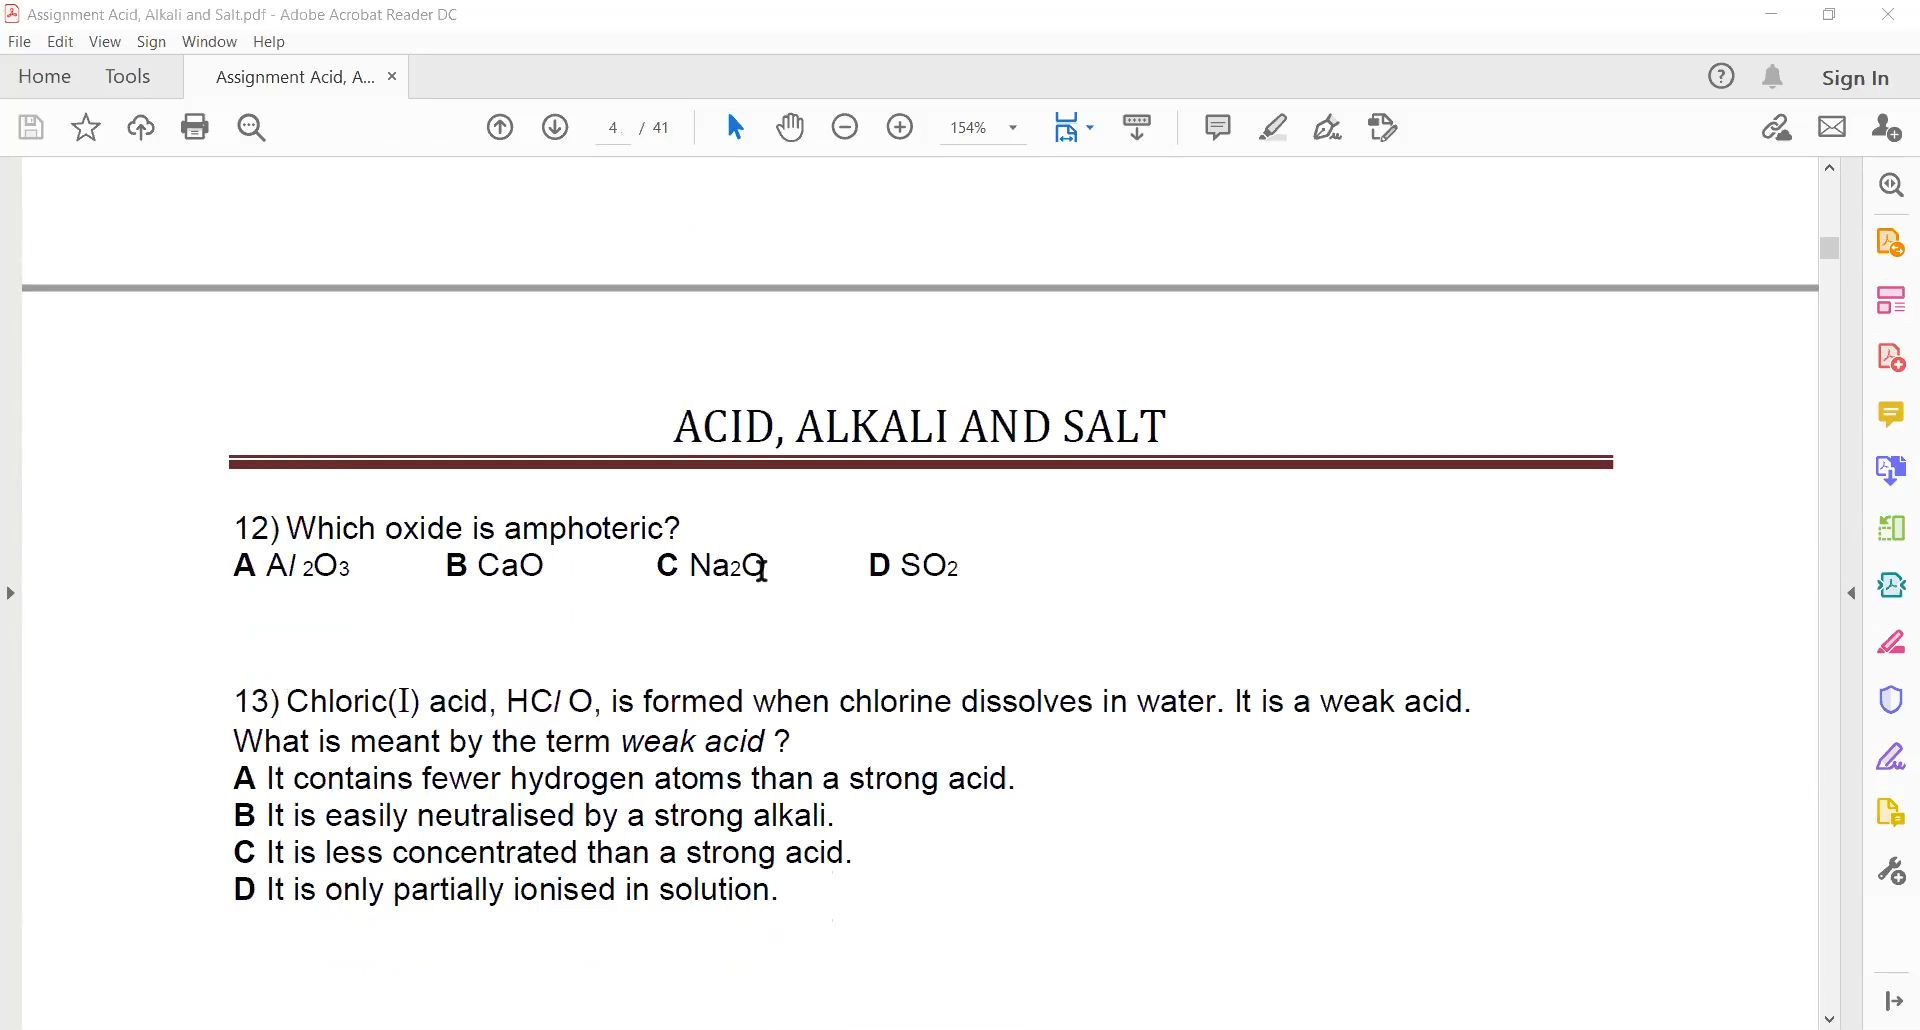 Assignment Acid, Alkali and Salt.pdf - Adobe Acrobat Reader DC
File Edit View Sign Window Help
Home Tools Assignment Acid, A... × Sign In
4 / 41 154%
ACID, ALKALI AND SALT
12) Which oxide is amphoteric?
A Al2O3 B CaO C Na2O D SO2
13) Chloric(I) acid, HClO, is formed when chlorine dissolves in water. It is a weak acid.
What is meant by the term weak acid ?
A It contains fewer hydrogen atoms than a strong acid.
B It is easily neutralised by a strong alkali.
C It is less concentrated than a strong acid.
D It is only partially ionised in solution.